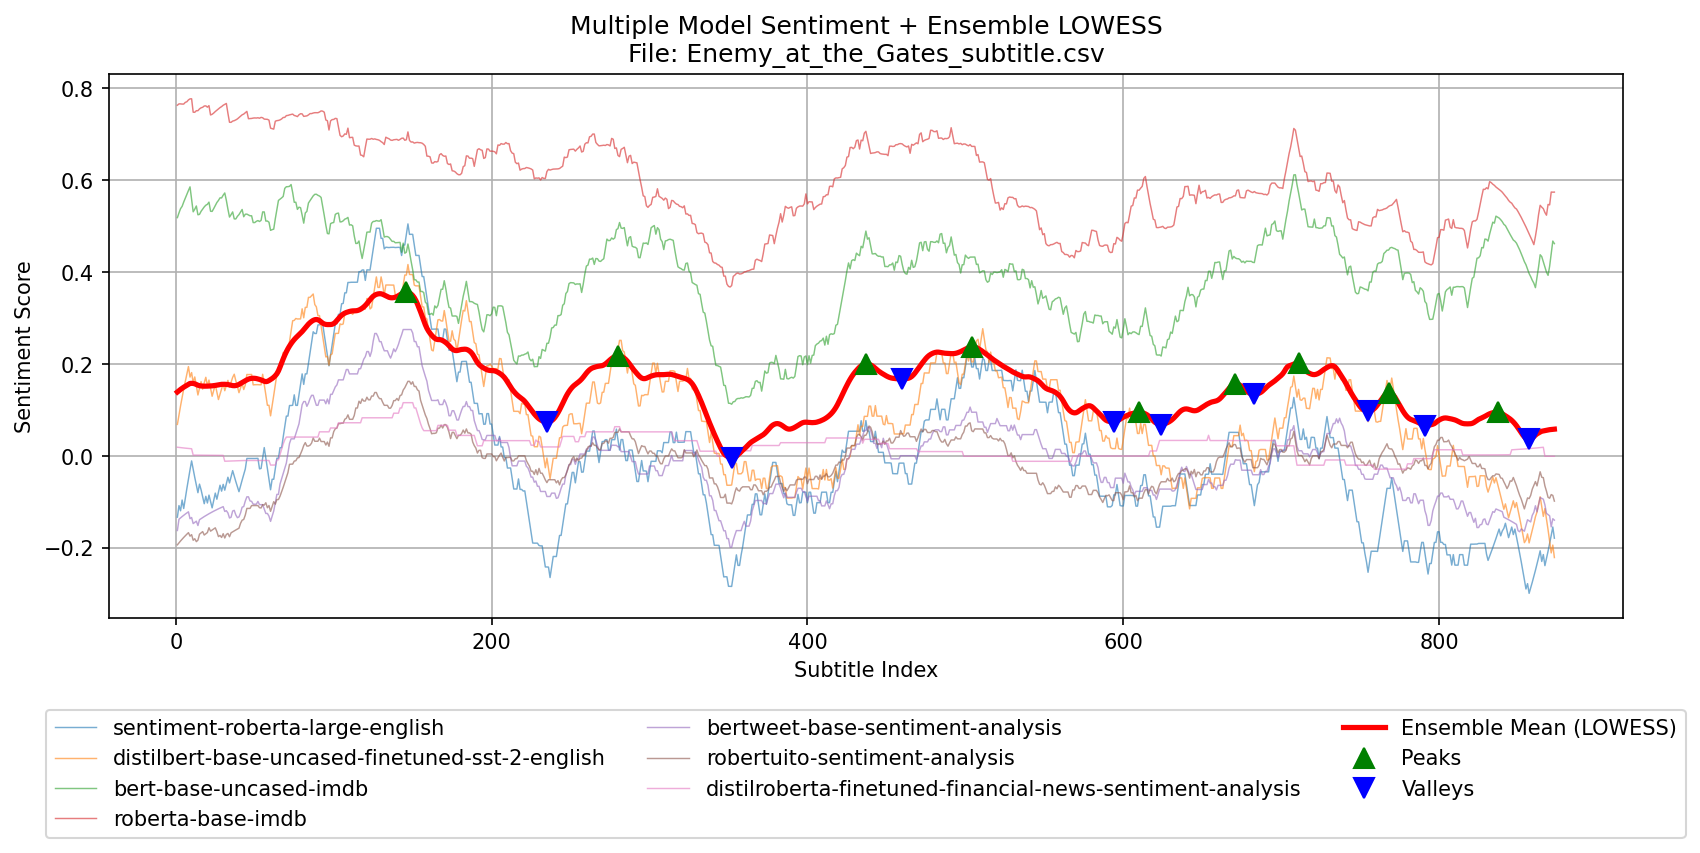 Multiple Model Sentiment + Ensemble LOWESS
File: Enemy_at_the_Gates_subtitle.csv
Sentiment Score
0.8
0.6
0.4
0.2
0.0
−0.2
0
200
400
600
800
Subtitle Index
sentiment-roberta-large-english
distilbert-base-uncased-finetuned-sst-2-english
bert-base-uncased-imdb
roberta-base-imdb
bertweet-base-sentiment-analysis
robertuito-sentiment-analysis
distilroberta-finetuned-financial-news-sentiment-analysis
Ensemble Mean (LOWESS)
Peaks
Valleys